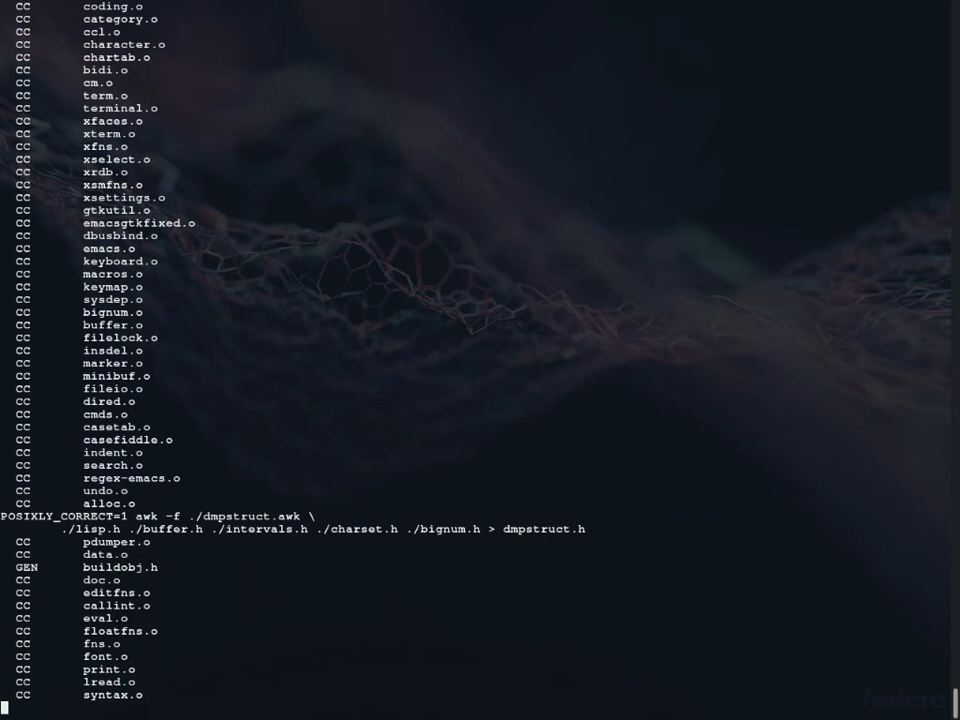 CC coding.o
CC category.o
CC ccl.o
CC character.o
CC chartab.o
CC bidi.o
CC cm.o
CC term.o
CC terminal.o
CC xfaces.o
CC xterm.o
CC xfns.o
CC xselect.o
CC xrdb.o
CC xsmfns.o
CC xsettings.o
CC gtkutil.o
CC emacsgtkfixed.o
CC dbusbind.o
CC emacs.o
CC keyboard.o
CC macros.o
CC keymap.o
CC sysdep.o
CC bignum.o
CC buffer.o
CC filelock.o
CC insdel.o
CC marker.o
CC minibuf.o
CC fileio.o
CC dired.o
CC cmds.o
CC casetab.o
CC casefiddle.o
CC indent.o
CC search.o
CC regex-emacs.o
CC undo.o
CC alloc.o
POSIXLY_CORRECT=1 awk -f ./dmpstruct.awk \
./lisp.h ./buffer.h ./intervals.h ./charset.h ./bignum.h > dmpstruct.h
CC pdumper.o
CC data.o
GEN buildobj.h
CC doc.o
CC editfns.o
CC callint.o
CC eval.o
CC floatfns.o
CC fns.o
CC font.o
CC print.o
CC lread.o
CC syntax.o
fedora